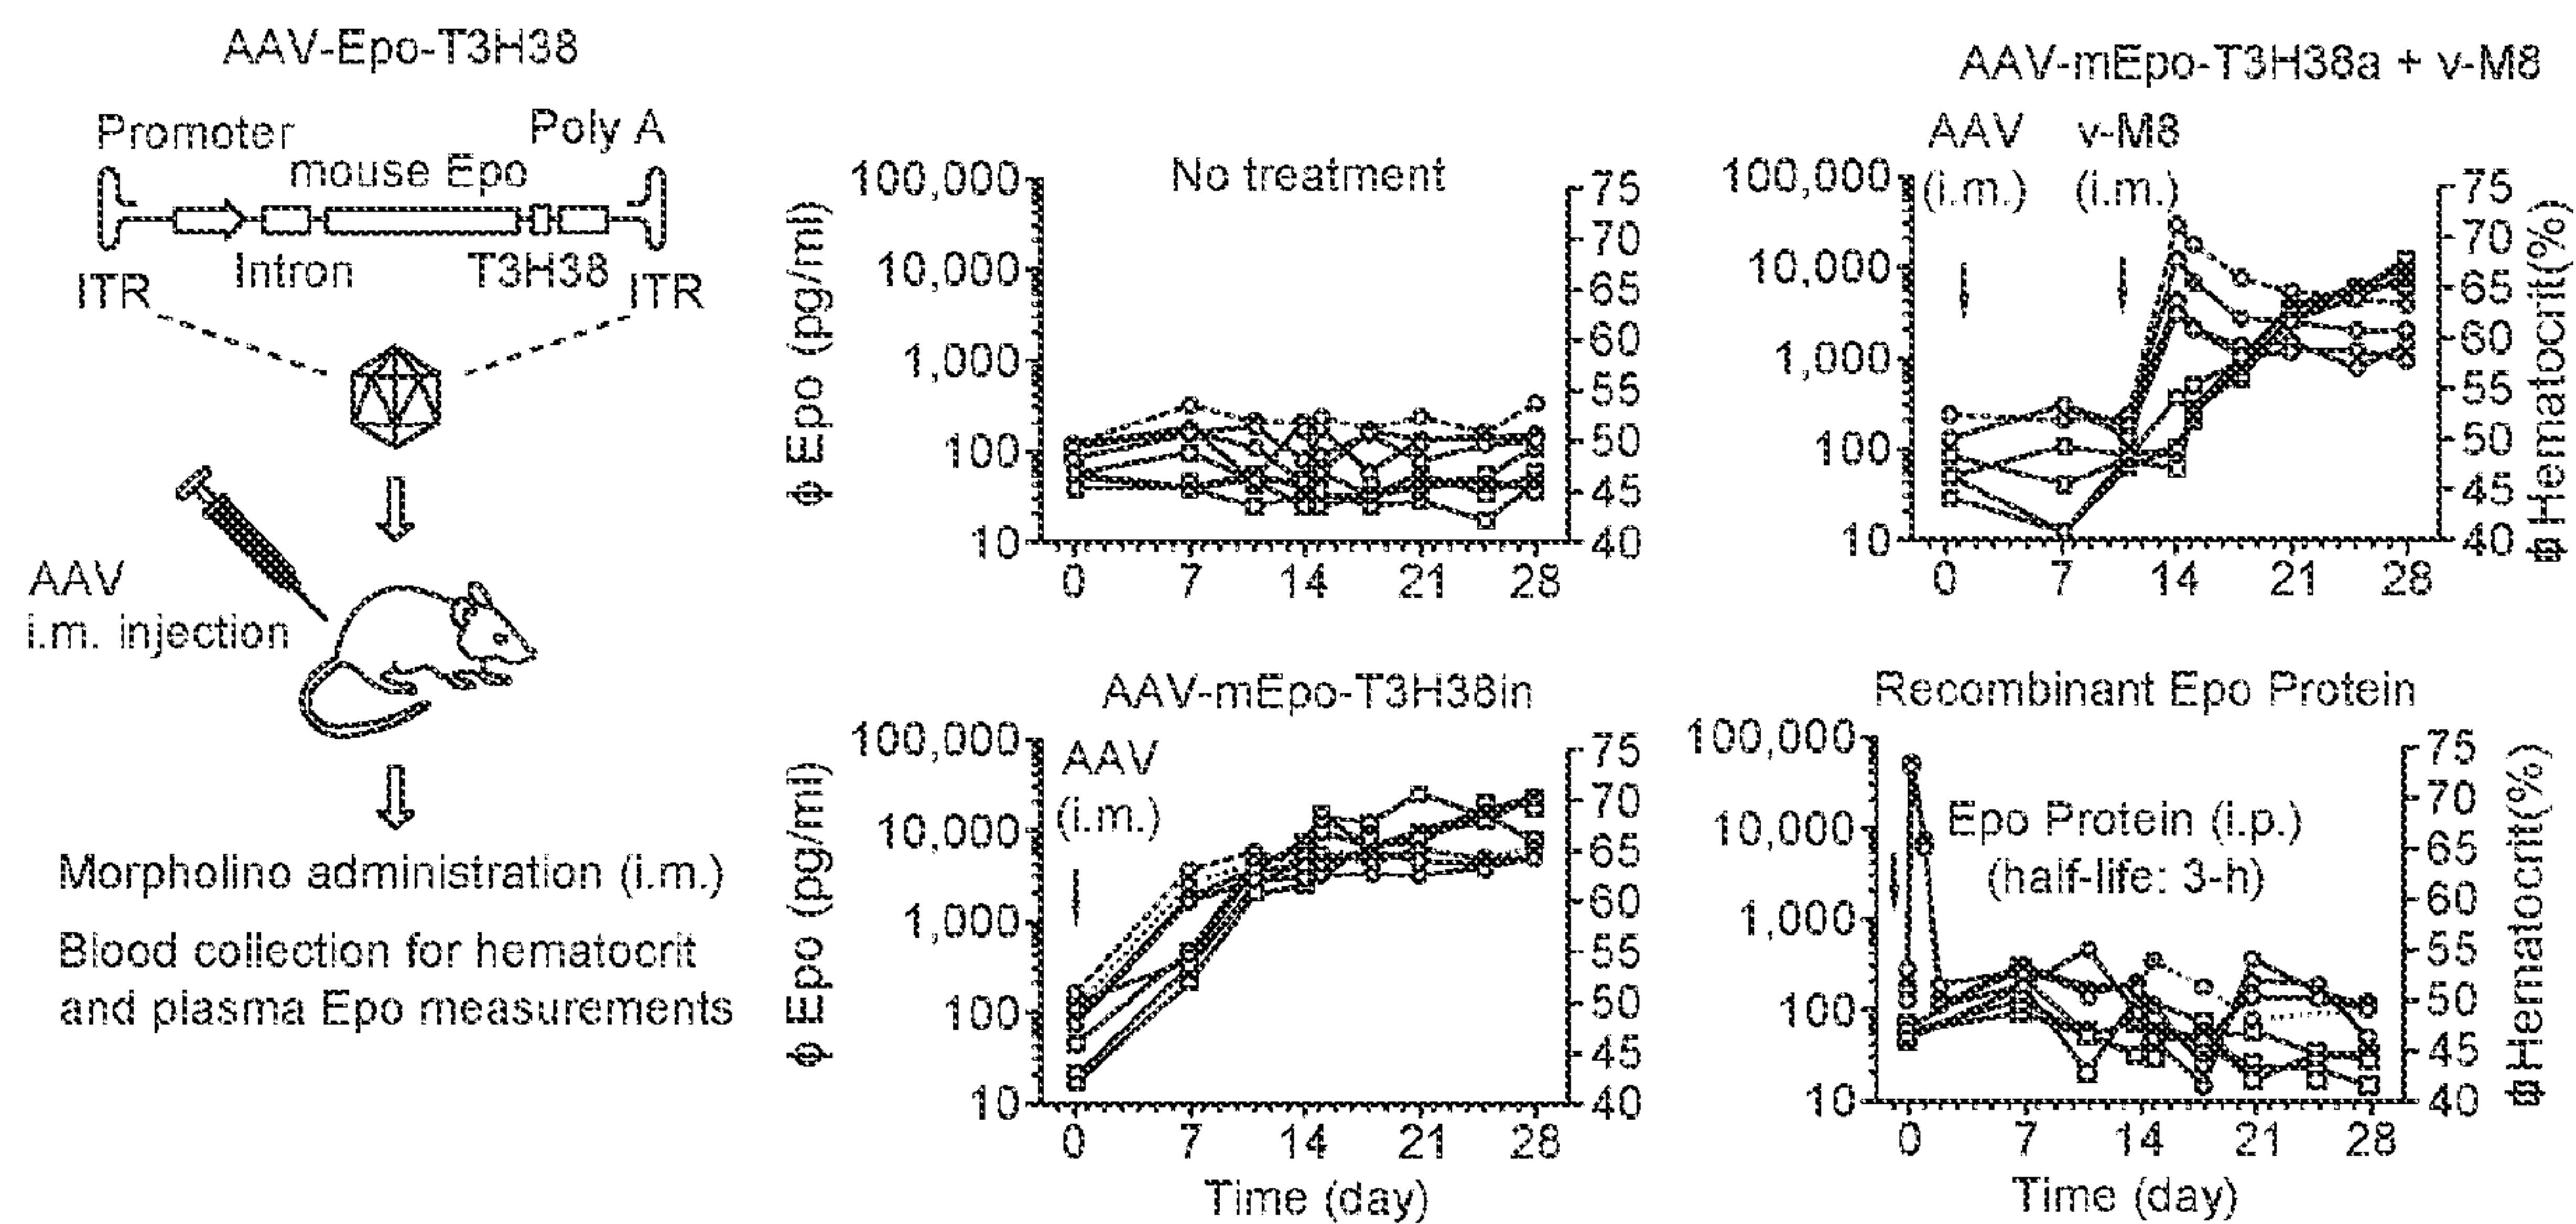 AAV-Epo-T3H38
Promoter
Poly A
mouse Epo
Intron
T3H38
ITR
ITR
AAV
i.m. injection
Morpholino administration (i.m.)
Blood collection for hematocrit
and plasma Epo measurements
No treatment
ϕ Epo (pg/ml)
100,000
10,000
1,000
100
10
75
70
65
60
55
50
45
40
0 7 14 21 28
AAV-mEpo-T3H38a + v-M8
AAV
(i.m.)
v-M8
(i.m.)
100,000
10,000
1,000
100
10
75
70
65
60
55
50
45
40
Hematocrit(%)
0 7 14 21 28
AAV-mEpo-T3H38in
AAV
(i.m.)
ϕ Epo (pg/ml)
100,000
10,000
1,000
100
10
75
70
65
60
55
50
45
40
0 7 14 21 28
Time (day)
Recombinant Epo Protein
Epo Protein (i.p.)
(half-life: 3-h)
100,000
10,000
1,000
100
10
75
70
65
60
55
50
45
40
Hematocrit(%)
0 7 14 21 28
Time (day)